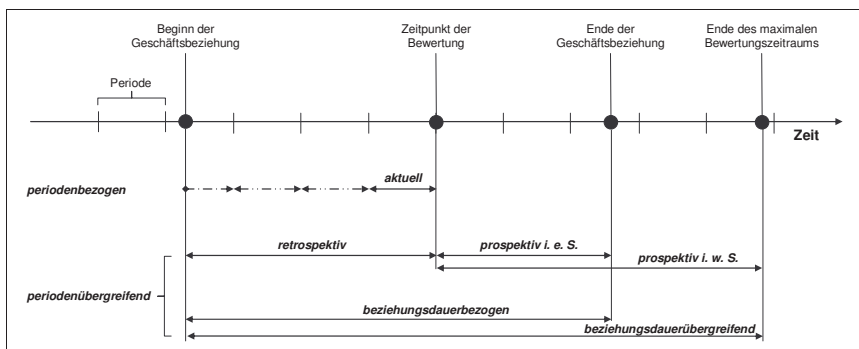 Beginn der
Geschäftsbeziehung
Zeitpunkt der
Bewertung
Ende der
Geschäftsbeziehung
Ende des maximalen
Bewertungszeitraums
Periode
Zeit
periodenbezogen
aktuell
retrospektiv
prospektiv i. e. S.
prospektiv i. w. S.
periodenübergreifend
beziehungsdauerbezogen
beziehungsdauerübergreifend